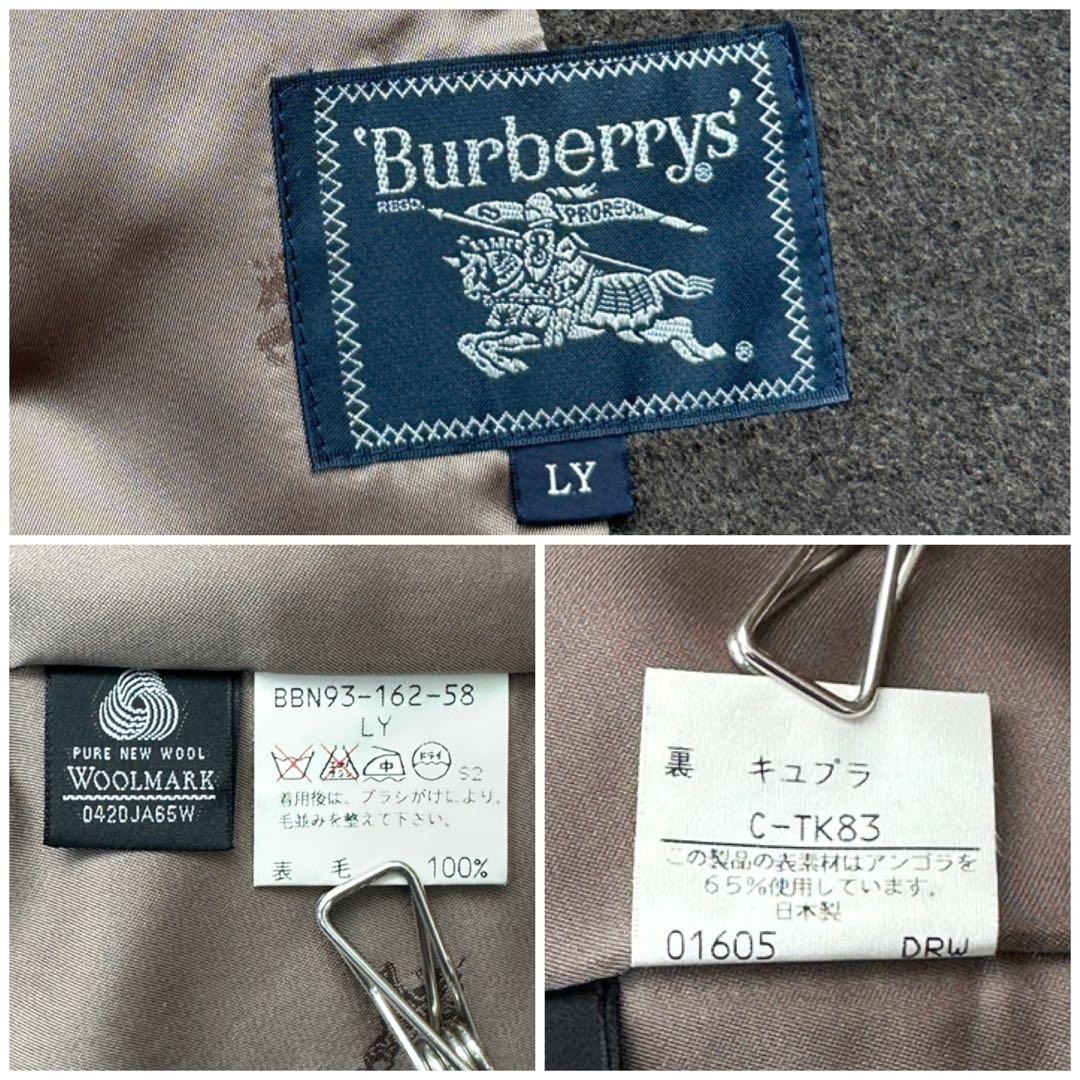 'Burberrys'®
REGD.
PRORSUM
®
LY
PURE NEW WOOL
WOOLMARK
0420JA65W
BBN93-162-58
LY
中 ドライ S2
着用後は、ブラシがけにより、
毛並みを整えて下さい。
表 毛 100%
裏 キュプラ
C-TK83
この製品の表素材はアンゴラを
65%使用しています。
日本製
01605 DRW